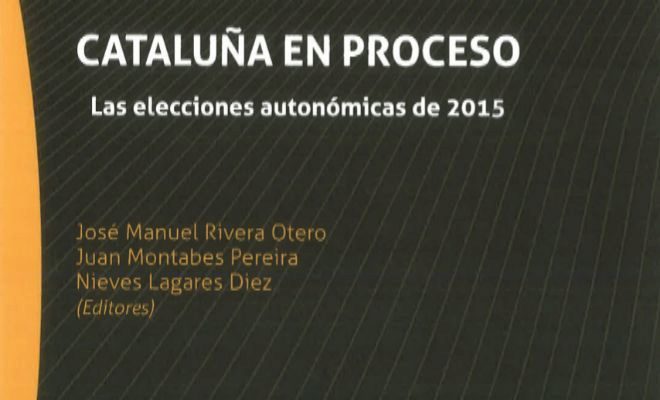 CATALUÑA EN PROCESO
Las elecciones autonómicas de 2015
José Manuel Rivera Otero
Juan Montabes Pereira
Nieves Lagares Diez
(Editores)